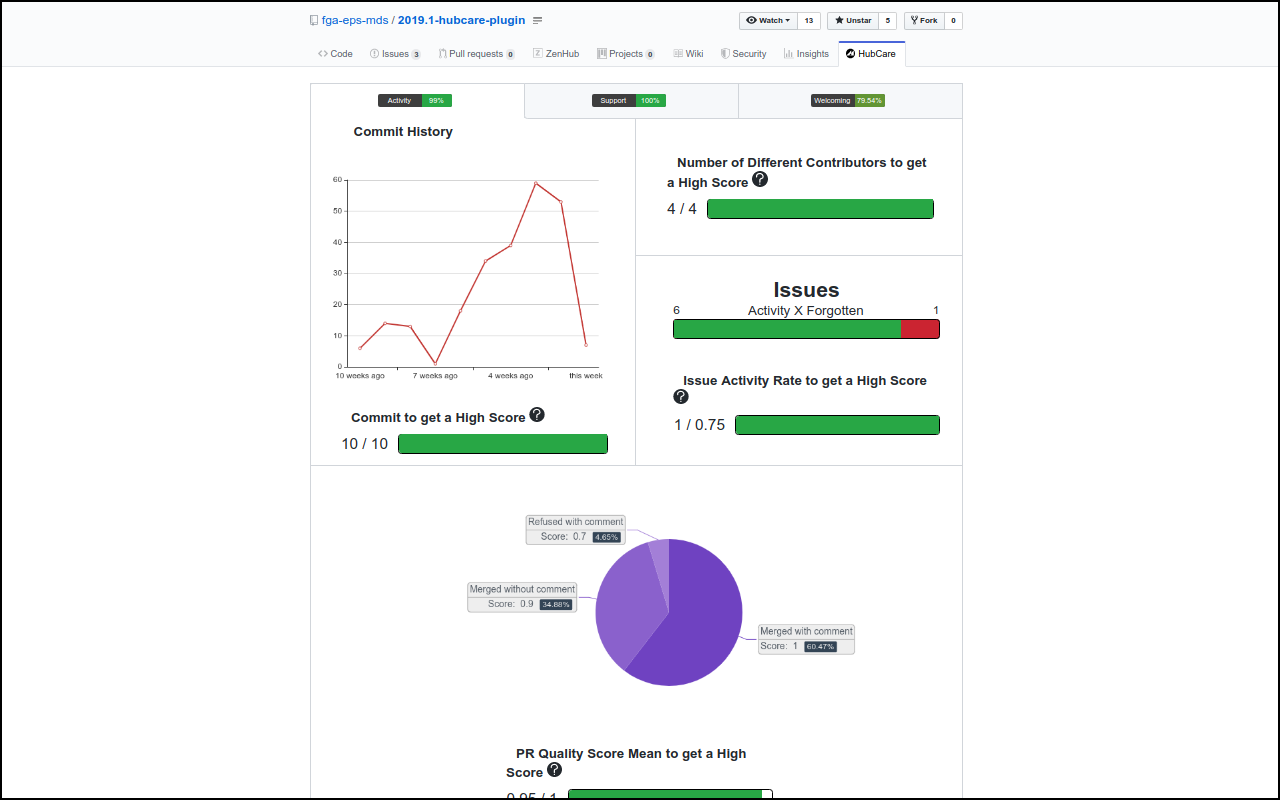 fga-eps-mds / 2019.1-hubcare-plugin
Watch 13 Unstar 5 Fork 0
Code Issues 3 Pull requests 0 ZenHub Projects 0 Wiki Security Insights HubCare
Activity 99% Support 100% Welcoming 79.54%
Commit History
60
50
40
30
20
10
0
10 weeks ago 7 weeks ago 4 weeks ago this week
Commit to get a High Score ?
10 / 10
Number of Different Contributors to get
a High Score ?
4 / 4
Issues
6 Activity X Forgotten 1
Issue Activity Rate to get a High Score
?
1 / 0.75
Refused with comment
Score: 0.7 4.65%
Merged without comment
Score: 0.9 34.88%
Merged with comment
Score: 1 60.47%
PR Quality Score Mean to get a High
Score ?
0.95 / 1